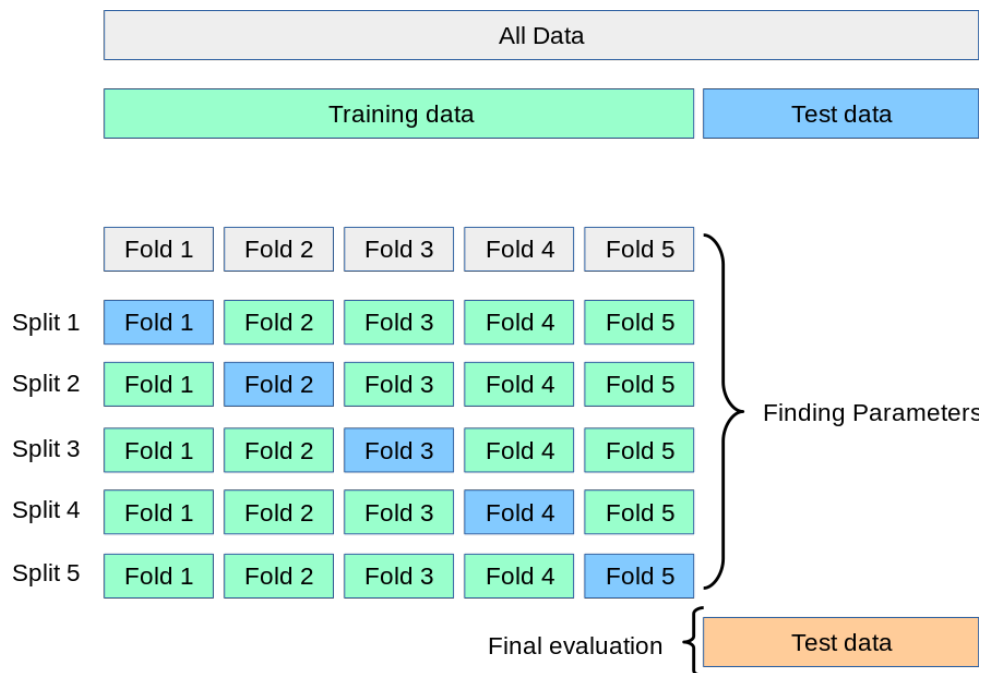 All Data
Training data Test data
Fold 1 Fold 2 Fold 3 Fold 4 Fold 5
Split 1 Fold 1 Fold 2 Fold 3 Fold 4 Fold 5
Split 2 Fold 1 Fold 2 Fold 3 Fold 4 Fold 5
Finding Parameters
Split 3 Fold 1 Fold 2 Fold 3 Fold 4 Fold 5
Split 4 Fold 1 Fold 2 Fold 3 Fold 4 Fold 5
Split 5 Fold 1 Fold 2 Fold 3 Fold 4 Fold 5
Final evaluation Test data